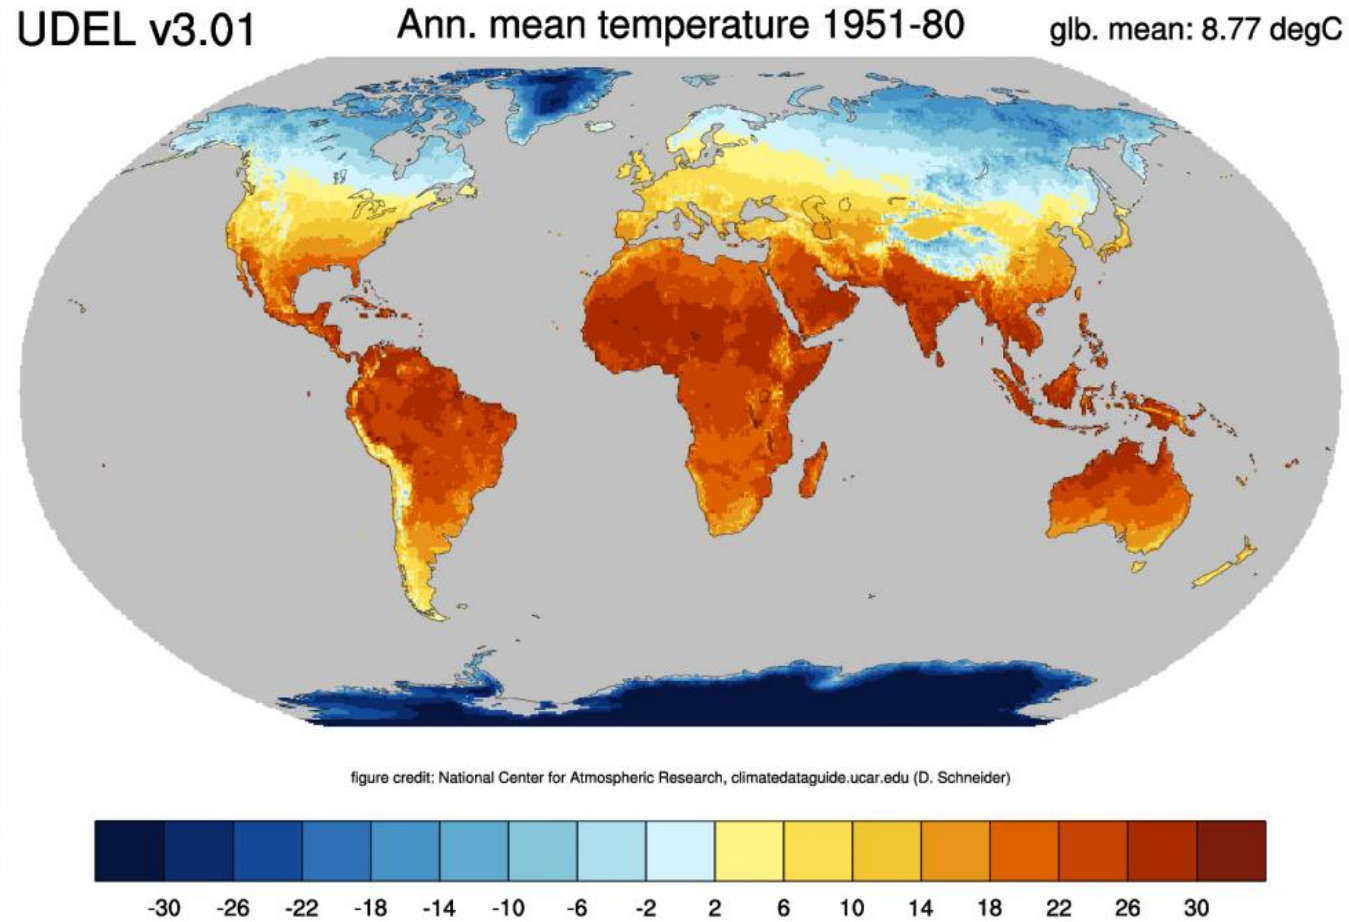 UDEL v3.01 Ann. mean temperature 1951-80 glb. mean: 8.77 degC
figure credit: National Center for Atmospheric Research, climatedataguide.ucar.edu (D. Schneider)
-30 -26 -22 -18 -14 -10 -6 -2 2 6 10 14 18 22 26 30